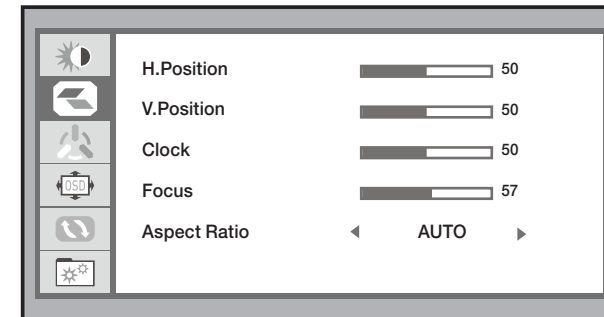 H.Position 50
V.Position 50
Clock 50
Focus 57
Aspect Ratio AUTO
OSD